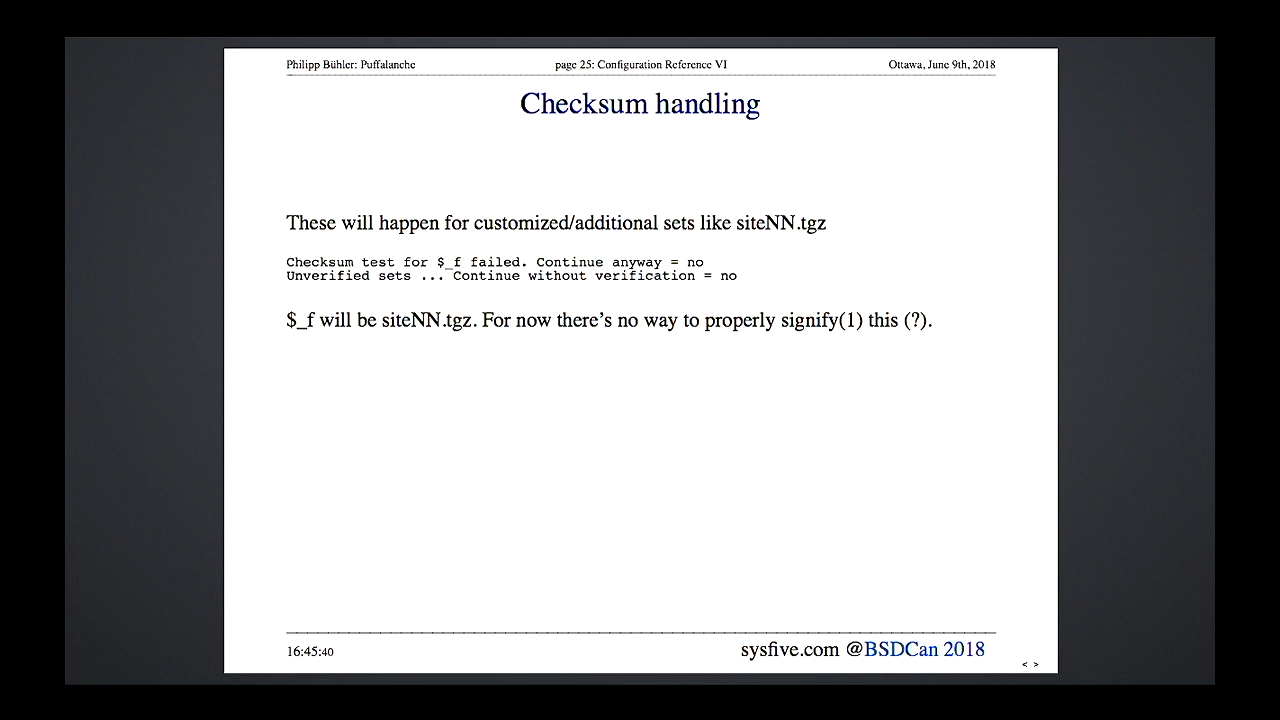 Philipp Bühler: Puffalanche page 25: Configuration Reference VI Ottawa, June 9th, 2018
Checksum handling
These will happen for customized/additional sets like siteNN.tgz
Checksum test for $_f failed. Continue anyway = no
Unverified sets ... Continue without verification = no
$_f will be siteNN.tgz. For now there’s no way to properly signify(1) this (?).
16:45:40 sysfive.com @BSDCan 2018
< >